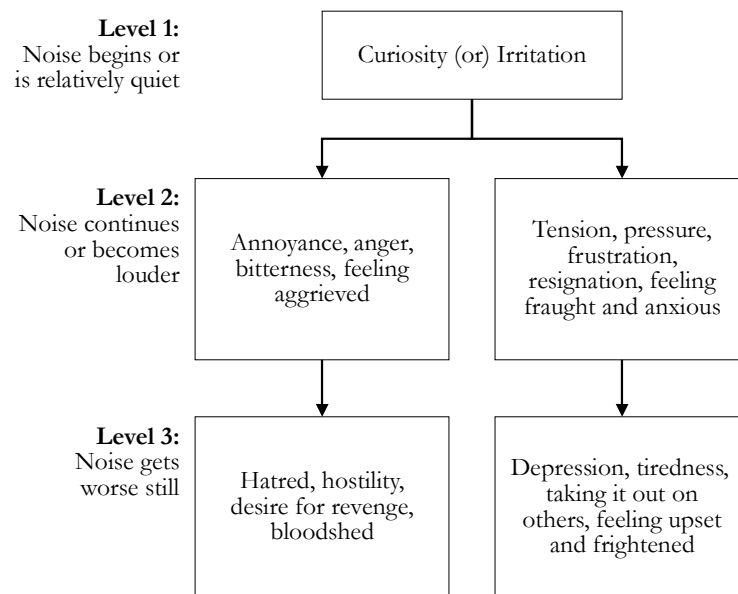 Level 1:
Noise begins or
is relatively quiet
Curiosity (or) Irritation
Level 2:
Noise continues
or becomes
louder
Annoyance, anger,
bitterness, feeling
aggrieved
Tension, pressure,
frustration,
resignation, feeling
fraught and anxious
Level 3:
Noise gets
worse still
Hatred, hostility,
desire for revenge,
bloodshed
Depression, tiredness,
taking it out on
others, feeling upset
and frightened